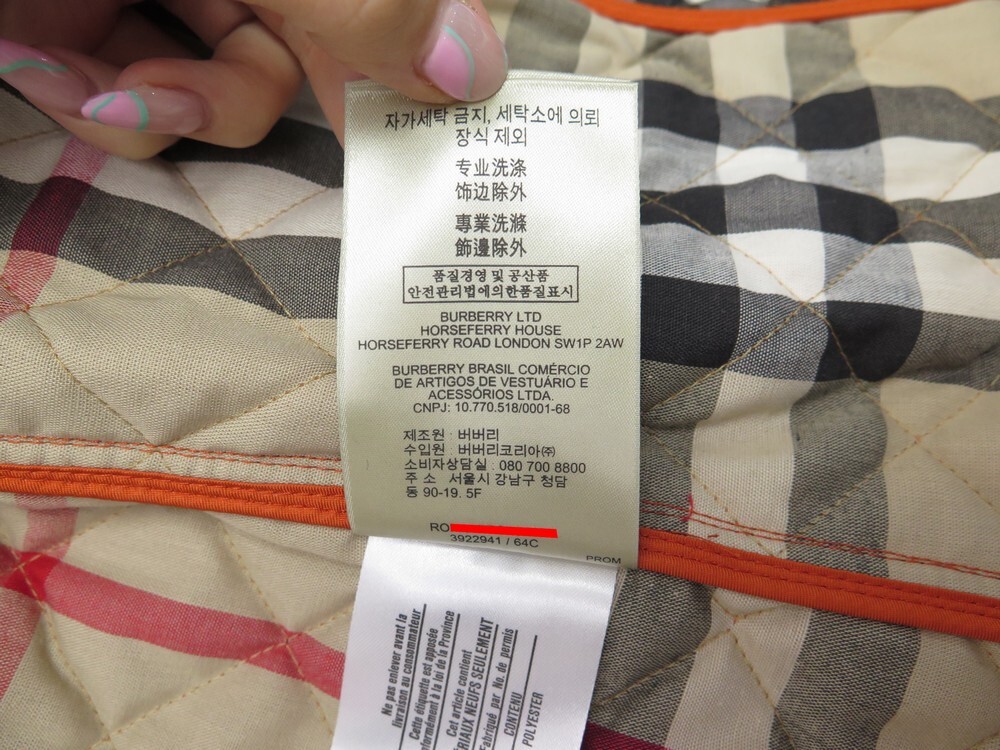 자가세탁 금지, 세탁소에 의뢰
장식 제외
专业洗涤
饰边除外
專業洗滌
飾邊除外
품질경영 및 공산품
안전관리법에의한품질표시
BURBERRY LTD
HORSEFERRY HOUSE
HORSEFERRY ROAD LONDON SW1P 2AW
BURBERRY BRASIL COMÉRCIO
DE ARTIGOS DE VESTUÁRIO E
ACESSÓRIOS LTDA.
CNPJ: 10.770.518/0001-68
제조원 : 버버리
수입원 : 버버리코리아㈜
소비자상담실 : 080 700 8800
주 소 서울시 강남구 청담
동 90-19. 5F
RO
3922941 / 64C
PROM
Ne pas enlever avant la
livraison au consommateur
Cette étiquette est apposée
conformément à la loi de la Province
Cet article contient
MATÉRIAUX NEUFS SEULEMENT
Fabriqué par No. de permis
CONTENU
POLYESTER